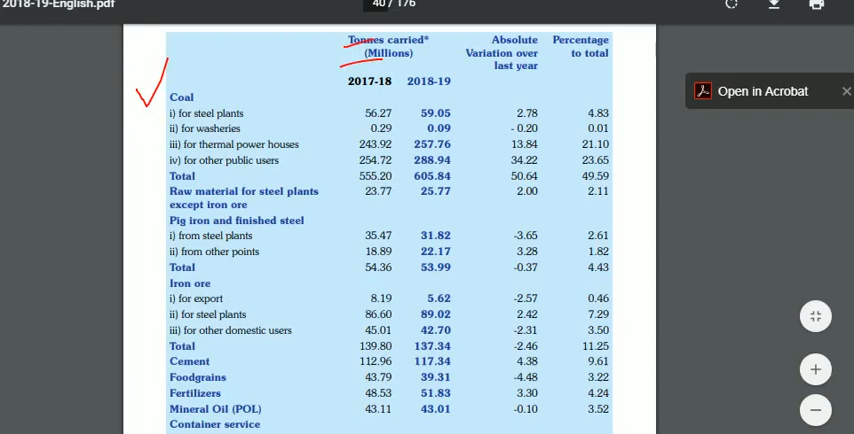 2018-19-English.pdf 40 / 176
Tonnes carried* Absolute Percentage
(Millions) Variation over to total
last year
2017-18 2018-19
Coal
i) for steel plants 56.27 59.05 2.78 4.83
ii) for washeries 0.29 0.09 - 0.20 0.01
iii) for thermal power houses 243.92 257.76 13.84 21.10
iv) for other public users 254.72 288.94 34.22 23.65
Total 555.20 605.84 50.64 49.59
Raw material for steel plants 23.77 25.77 2.00 2.11
except iron ore
Pig iron and finished steel
i) from steel plants 35.47 31.82 -3.65 2.61
ii) from other points 18.89 22.17 3.28 1.82
Total 54.36 53.99 -0.37 4.43
Iron ore
i) for export 8.19 5.62 -2.57 0.46
ii) for steel plants 86.60 89.02 2.42 7.29
iii) for other domestic users 45.01 42.70 -2.31 3.50
Total 139.80 137.34 -2.46 11.25
Cement 112.96 117.34 4.38 9.61
Foodgrains 43.79 39.31 -4.48 3.22
Fertilizers 48.53 51.83 3.30 4.24
Mineral Oil (POL) 43.11 43.01 -0.10 3.52
Container service
Open in Acrobat